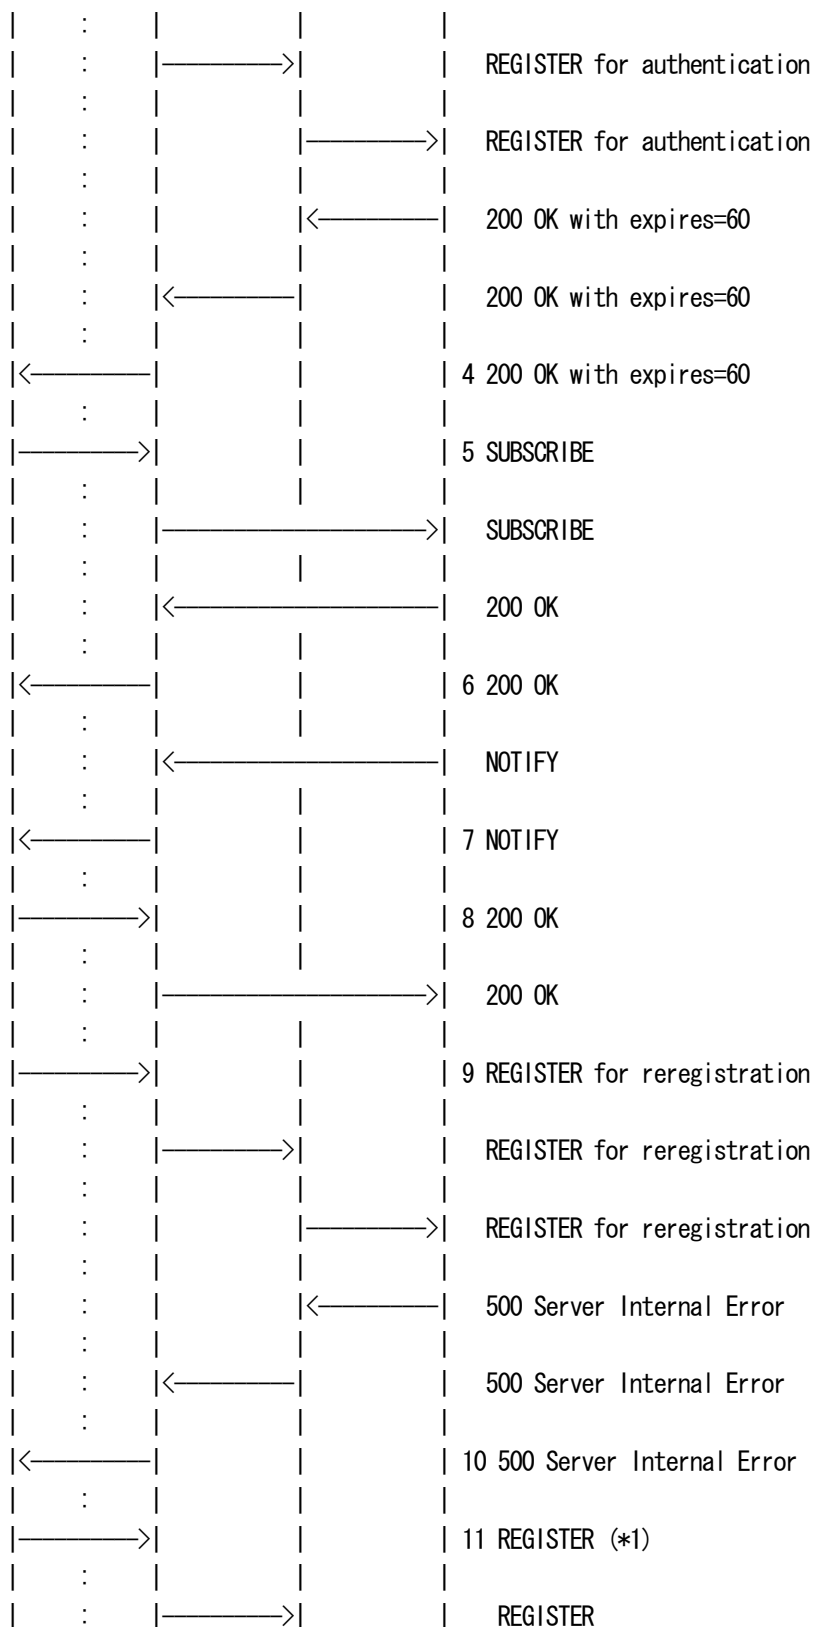 REGISTER for authentication
REGISTER for authentication
200 OK with expires=60
200 OK with expires=60
4 200 OK with expires=60
5 SUBSCRIBE
SUBSCRIBE
200 OK
6 200 OK
NOTIFY
7 NOTIFY
8 200 OK
200 OK
9 REGISTER for reregistration
REGISTER for reregistration
REGISTER for reregistration
500 Server Internal Error
500 Server Internal Error
10 500 Server Internal Error
11 REGISTER (*1)
REGISTER